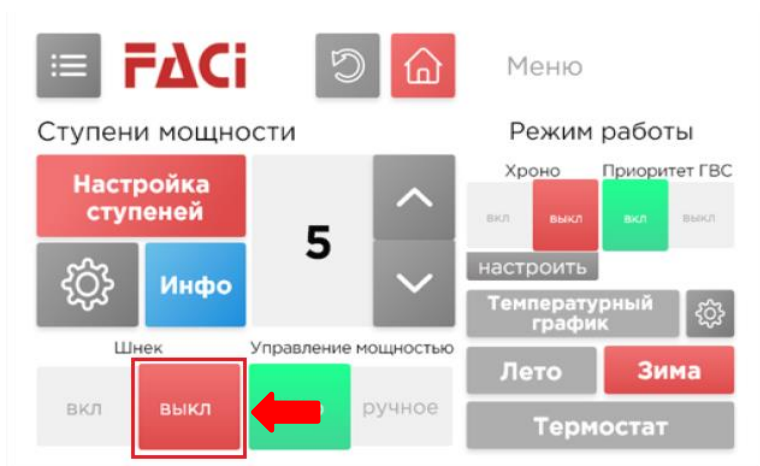 FACi
Меню
Ступени мощности
Режим работы
Настройка
ступеней
5
Хроно
Приоритет ГВС
вкл
выкл
вкл
выкл
настроить
Инфо
Температурный
график
Шнек
Управление мощностью
Лето
Зима
вкл
выкл
ручное
Термостат